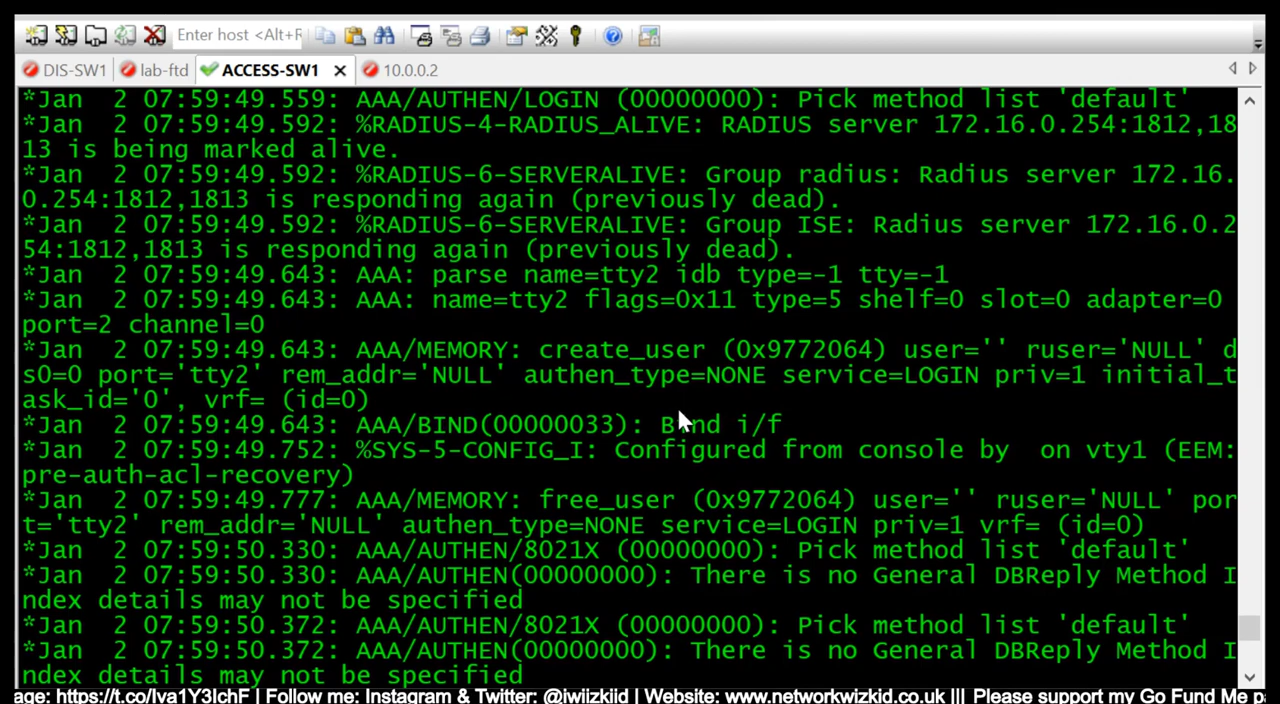 Enter host <Alt+R
DIS-SW1 lab-ftd ACCESS-SW1 10.0.0.2
*Jan  2 07:59:49.559: AAA/AUTHEN/LOGIN (00000000): Pick method list 'default'
*Jan  2 07:59:49.592: %RADIUS-4-RADIUS_ALIVE: RADIUS server 172.16.0.254:1812,18
13 is being marked alive.
*Jan  2 07:59:49.592: %RADIUS-6-SERVERALIVE: Group radius: Radius server 172.16.
0.254:1812,1813 is responding again (previously dead).
*Jan  2 07:59:49.592: %RADIUS-6-SERVERALIVE: Group ISE: Radius server 172.16.0.2
54:1812,1813 is responding again (previously dead).
*Jan  2 07:59:49.643: AAA: parse name=tty2 idb type=-1 tty=-1
*Jan  2 07:59:49.643: AAA: name=tty2 flags=0x11 type=5 shelf=0 slot=0 adapter=0
port=2 channel=0
*Jan  2 07:59:49.643: AAA/MEMORY: create_user (0x9772064) user='' ruser='NULL' d
s0=0 port='tty2' rem_addr='NULL' authen_type=NONE service=LOGIN priv=1 initial_t
ask_id='0', vrf= (id=0)
*Jan  2 07:59:49.643: AAA/BIND(00000033): Bind i/f
*Jan  2 07:59:49.752: %SYS-5-CONFIG_I: Configured from console by  on vty1 (EEM:
pre-auth-acl-recovery)
*Jan  2 07:59:49.777: AAA/MEMORY: free_user (0x9772064) user='' ruser='NULL' por
t='tty2' rem_addr='NULL' authen_type=NONE service=LOGIN priv=1 vrf= (id=0)
*Jan  2 07:59:50.330: AAA/AUTHEN/8021X (00000000): Pick method list 'default'
*Jan  2 07:59:50.330: AAA/AUTHEN(00000000): There is no General DBReply Method I
ndex details may not be specified
*Jan  2 07:59:50.372: AAA/AUTHEN/8021X (00000000): Pick method list 'default'
*Jan  2 07:59:50.372: AAA/AUTHEN(00000000): There is no General DBReply Method I
ndex details may not be specified
age: https://t.co/Iva1Y3IchF | Follow me: Instagram & Twitter: @iwiizkiid | Website: www.networkwizkid.co.uk ||| Please support my Go Fund Me p